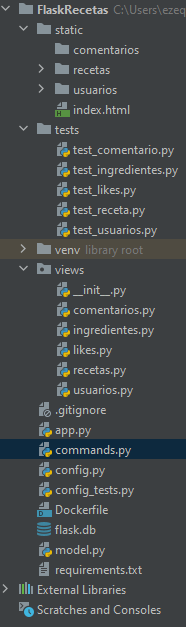 FlaskRecetas C:\Users\ezeq
static
comentarios
recetas
usuarios
index.html
tests
test_comentario.py
test_ingredientes.py
test_likes.py
test_receta.py
test_usuarios.py
venv library root
views
__init__.py
comentarios.py
ingredientes.py
likes.py
recetas.py
usuarios.py
.gitignore
app.py
commands.py
config.py
config_tests.py
Dockerfile
flask.db
model.py
requirements.txt
External Libraries
Scratches and Consoles